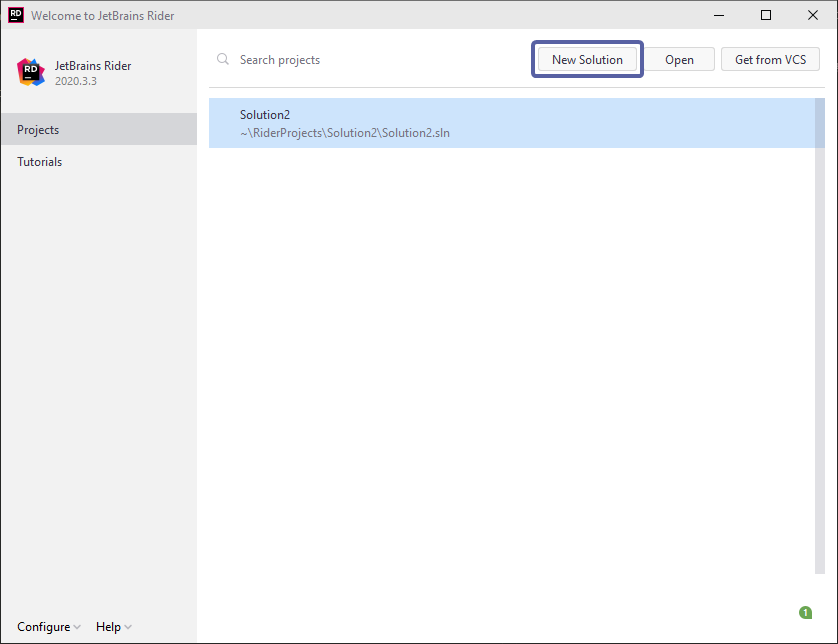 RD Welcome to JetBrains Rider
RD JetBrains Rider
2020.3.3
Search projects
New Solution
Open
Get from VCS
Projects
Tutorials
Solution2
~\RiderProjects\Solution2\Solution2.sln
Configure
Help
1